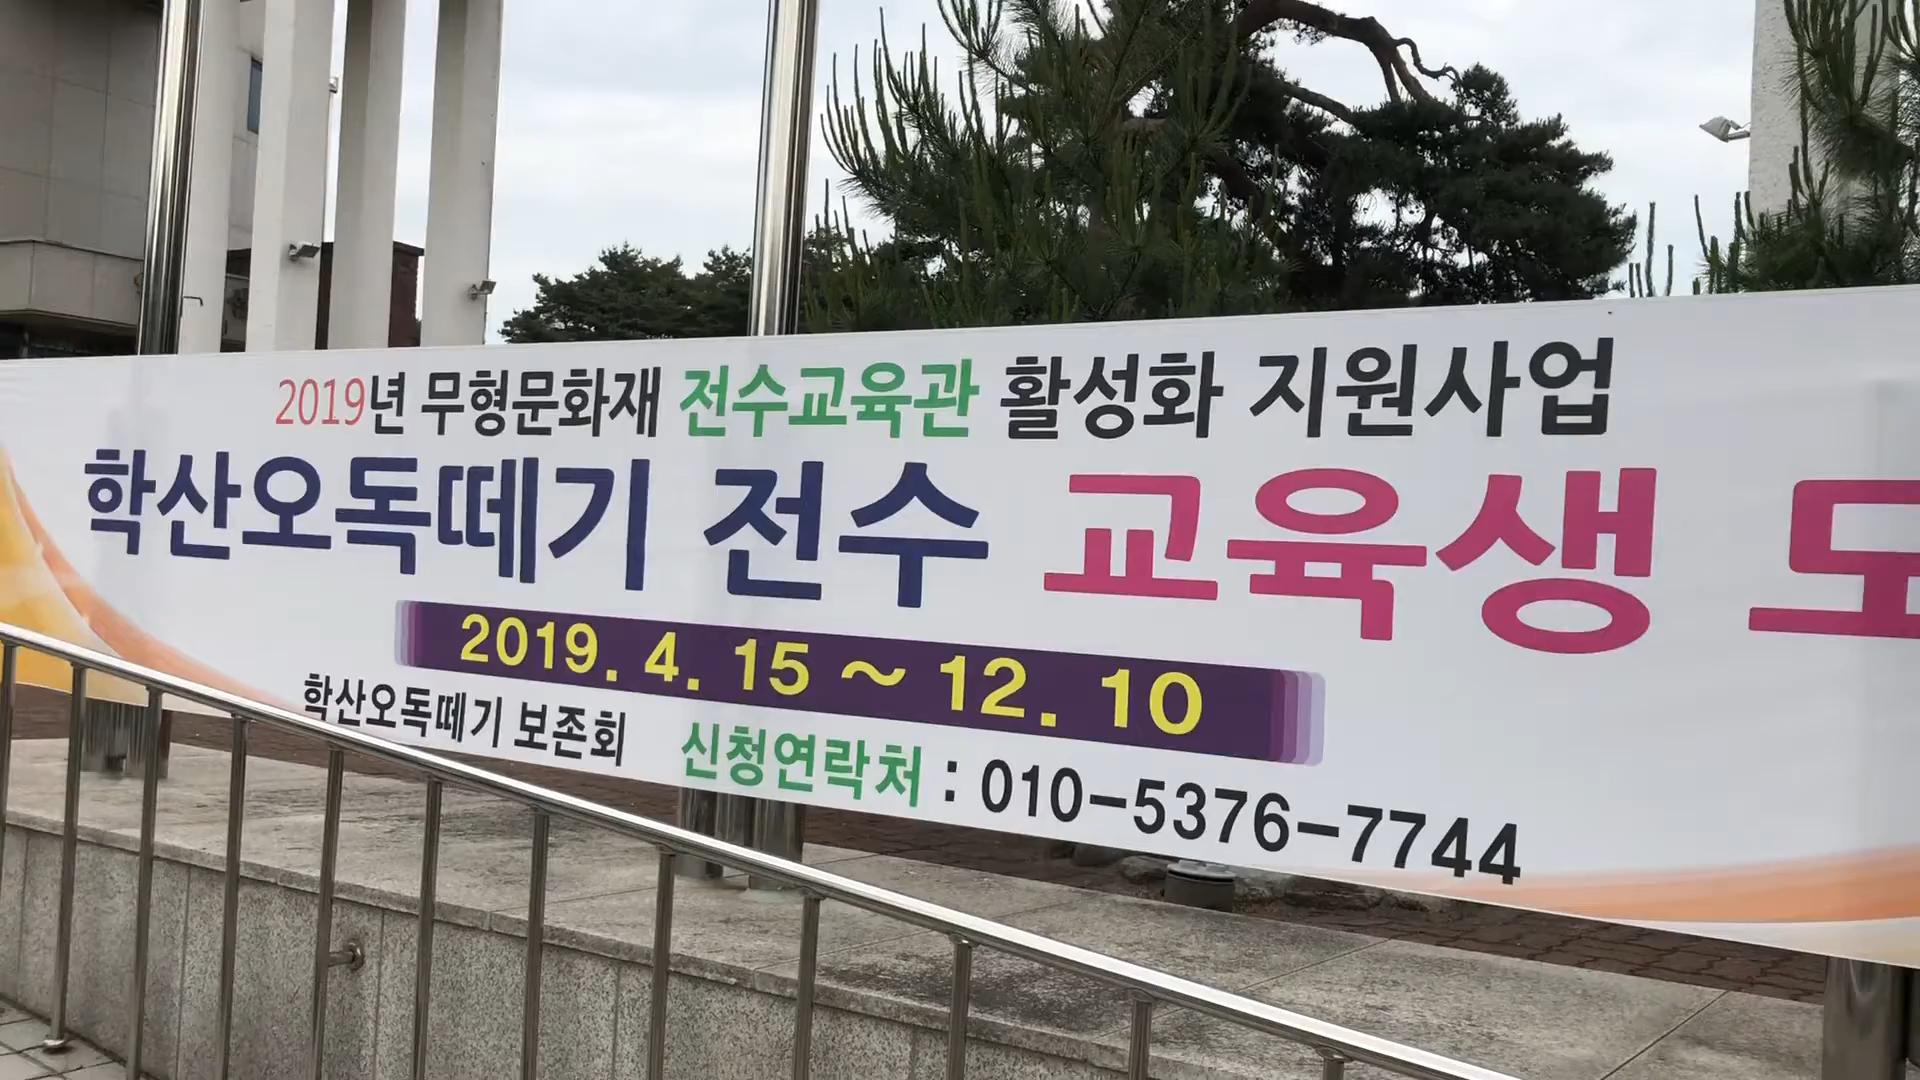 2019년 무형문화재 전수교육관 활성화 지원사업
학산오독떼기 전수 교육생
2019. 4. 15 ~ 12. 10
학산오독떼기 보존회 신청연락처 : 010-5376-7744